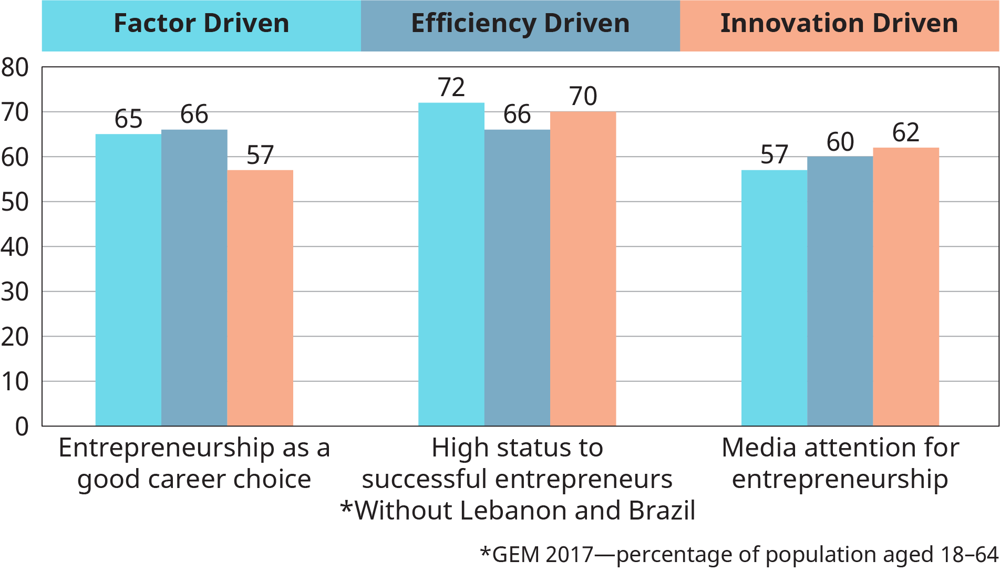 Factor Driven Efficiency Driven Innovation Driven
80
70
60
50
40
30
20
10
0
65 66 57
72 66 70
57 60 62
Entrepreneurship as a
good career choice
High status to
successful entrepreneurs
*Without Lebanon and Brazil
Media attention for
entrepreneurship
*GEM 2017—percentage of population aged 18–64